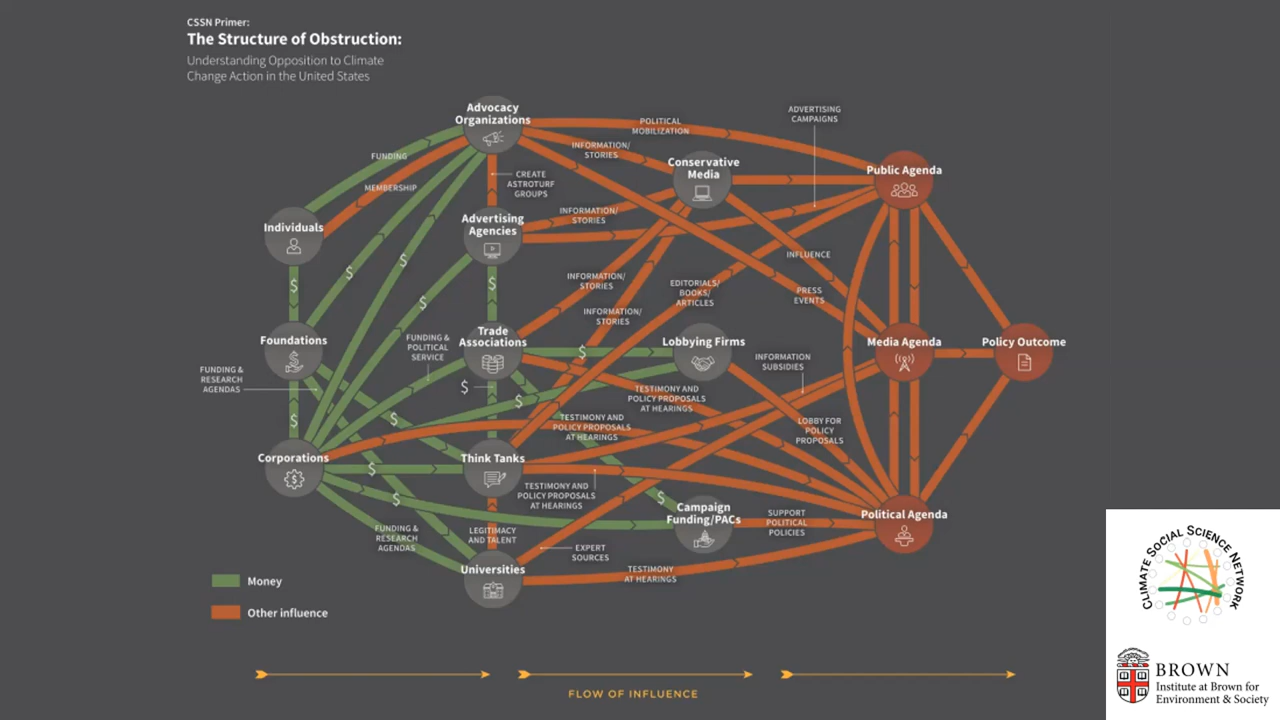 CSSN Primer:
The Structure of Obstruction:
Understanding Opposition to Climate
Change Action in the United States
Advocacy
Organizations
POLITICAL
MOBILIZATION
ADVERTISING
CAMPAIGNS
FUNDING
INFORMATION/
STORIES
Conservative
Media
Public Agenda
MEMBERSHIP
CREATE
ASTROTURF
GROUPS
Individuals
Advertising
Agencies
INFORMATION/
STORIES
INFLUENCE
$
$
$
$
$
INFORMATION/
STORIES
EDITORIALS/
BOOKS/
ARTICLES
PRESS
EVENTS
INFORMATION/
STORIES
Foundations
FUNDING &
POLITICAL
SERVICE
Trade
Associations
$
Lobbying Firms
INFORMATION
SUBSIDIES
Media Agenda
Policy Outcome
FUNDING &
RESEARCH
AGENDAS
$
$
TESTIMONY AND
POLICY PROPOSALS
AT HEARINGS
$
$
TESTIMONY AND
POLICY PROPOSALS
AT HEARINGS
LOBBY FOR
POLICY
PROPOSALS
Corporations
$
Think Tanks
$
TESTIMONY AND
POLICY PROPOSALS
AT HEARINGS
$
$
Campaign
Funding/PACs
SUPPORT
POLITICAL
POLICIES
Political Agenda
FUNDING &
RESEARCH
AGENDAS
LEGITIMACY
AND TALENT
EXPERT
SOURCES
Universities
TESTIMONY
AT HEARINGS
Money
Other influence
FLOW OF INFLUENCE
CLIMATE SOCIAL SCIENCE NETWORK
BROWN
Institute at Brown for
Environment & Society